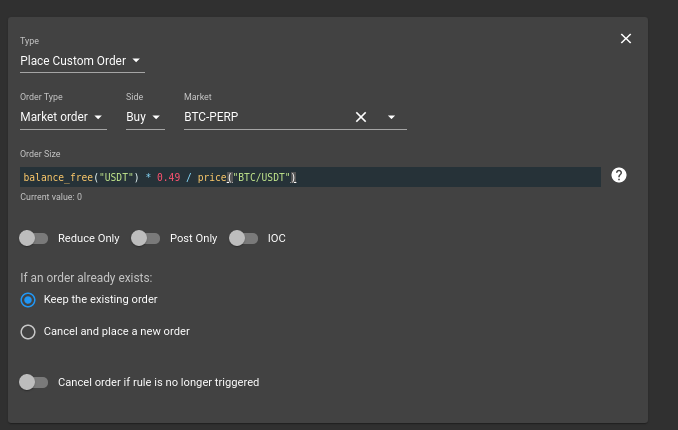 Type
Place Custom Order
Order Type Side Market
Market order Buy BTC-PERP
Order Size
balance_free("USDT") * 0.49 / price("BTC/USDT")
Current value: 0
Reduce Only Post Only IOC
If an order already exists:
Keep the existing order
Cancel and place a new order
Cancel order if rule is no longer triggered